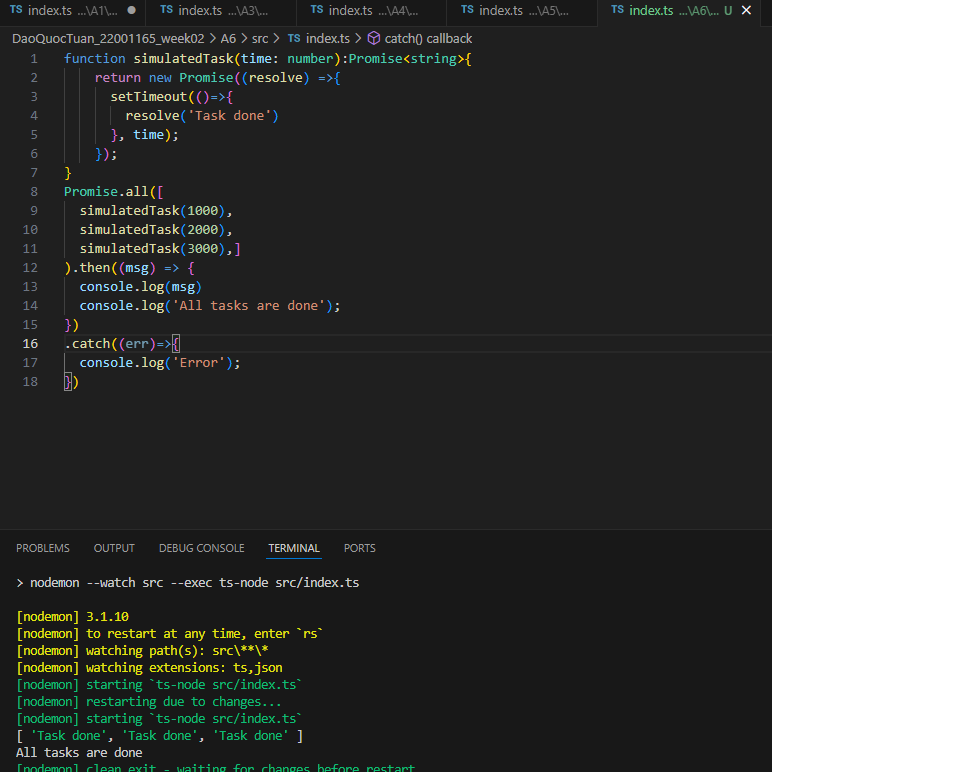 TS index.ts ...\A1\... ● TS index.ts ...\A3\... TS index.ts ...\A4\... TS index.ts ...\A5\... TS index.ts ...\A6\... U ✕
DaoQuocTuan_22001165_week02 > A6 > src > TS index.ts > catch() callback
1 function simulatedTask(time: number):Promise<string>{
2     return new Promise((resolve) =>{
3       setTimeout(()=>{
4         resolve('Task done')
5       }, time);
6     });
7 }
8 Promise.all([
9   simulatedTask(1000),
10   simulatedTask(2000),
11   simulatedTask(3000),]
12 ).then((msg) => {
13   console.log(msg)
14   console.log('All tasks are done');
15 })
16 .catch((err)=>{
17   console.log('Error');
18 })
PROBLEMS OUTPUT DEBUG CONSOLE TERMINAL PORTS
> nodemon --watch src --exec ts-node src/index.ts
[nodemon] 3.1.10
[nodemon] to restart at any time, enter `rs`
[nodemon] watching path(s): src\**\*
[nodemon] watching extensions: ts,json
[nodemon] starting `ts-node src/index.ts`
[nodemon] restarting due to changes...
[nodemon] starting `ts-node src/index.ts`
[ 'Task done', 'Task done', 'Task done' ]
All tasks are done
[nodemon] clean exit - waiting for changes before restart